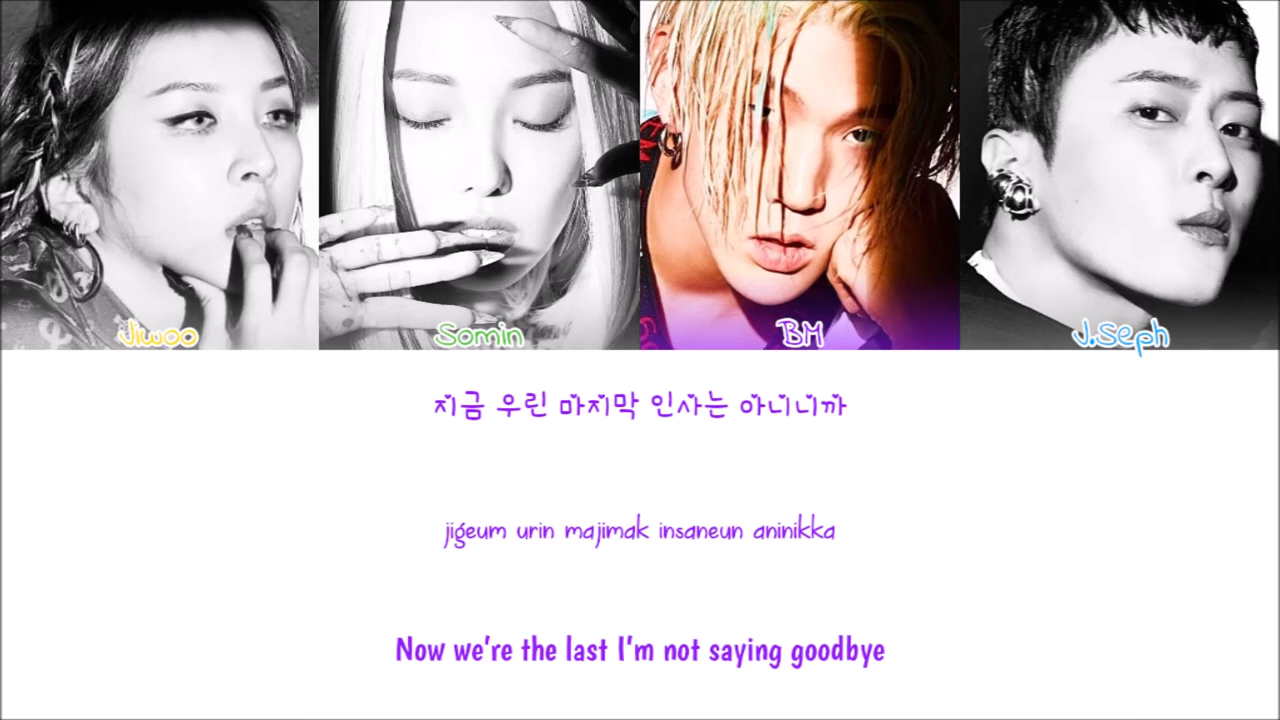 Jiwoo
Somin
BM
J.Seph
지금 우린 마지막 인사는 아니니까
jigeum urin majimak insaneun aninikka
Now we're the last I'm not saying goodbye